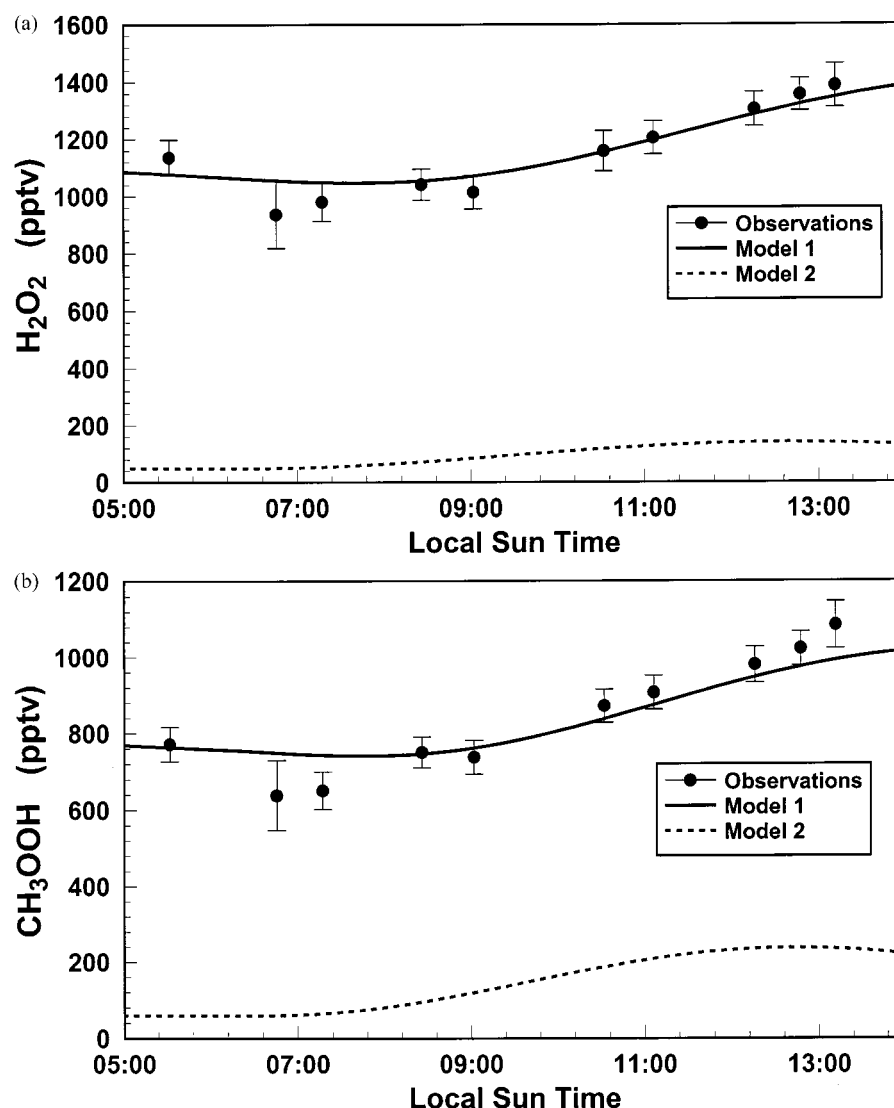 (a)
1600
1400
1200
1000
800
600
400
200
0
H₂O₂ (pptv)
Observations
Model 1
Model 2
05:00 07:00 09:00 11:00 13:00
Local Sun Time
(b)
1200
1000
800
600
400
200
0
CH₃OOH (pptv)
Observations
Model 1
Model 2
05:00 07:00 09:00 11:00 13:00
Local Sun Time